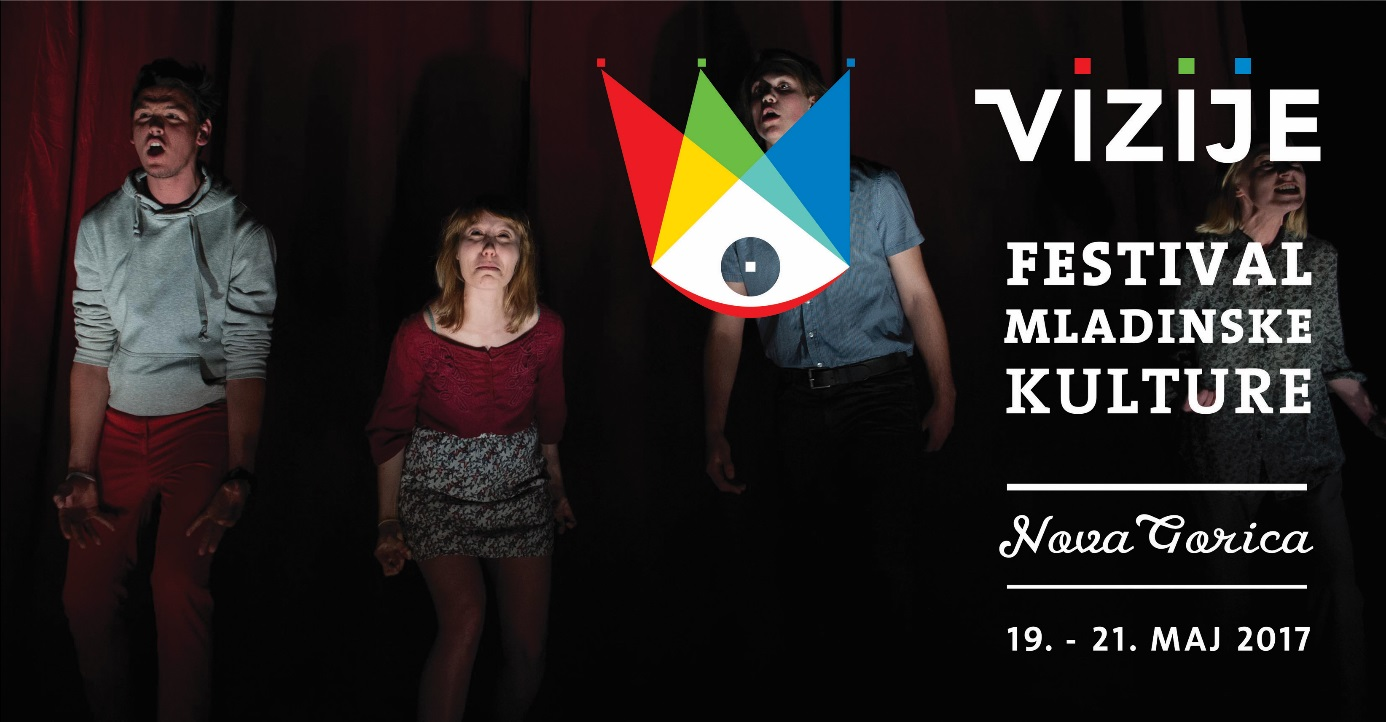 VIZIJE
FESTIVAL
MLADINSKE
KULTURE
Nova Gorica
19. - 21. MAJ 2017